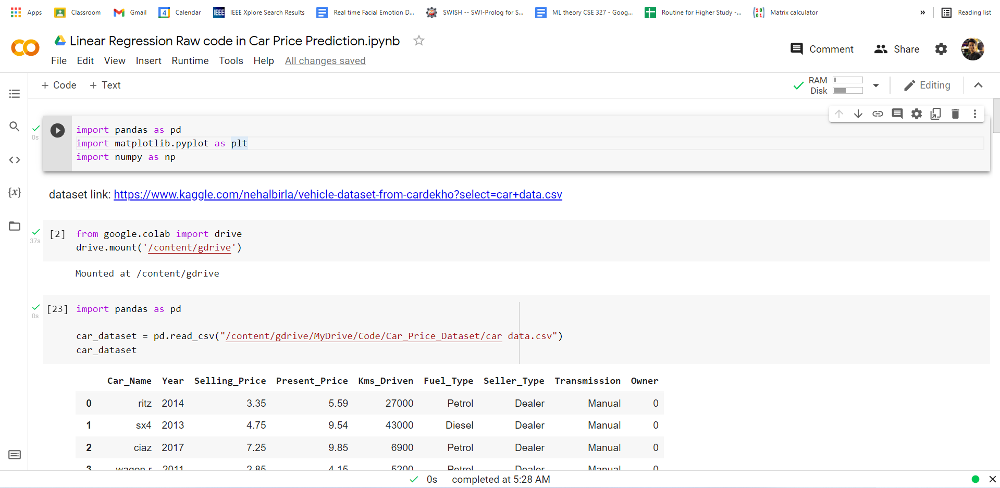 Apps Classroom Gmail 4 Calendar IEEE IEEE Xplore Search Results Real time Facial Emotion D... SWISH -- SWI-Prolog for S... ML theory CSE 327 - Goog... Routine for Higher Study -... Matrix calculator » Reading list
Linear Regression Raw code in Car Price Prediction.ipynb
File Edit View Insert Runtime Tools Help All changes saved
Comment Share
+ Code + Text
RAM
Disk
Editing
0s
import pandas as pd
import matplotlib.pyplot as plt
import numpy as np
dataset link: https://www.kaggle.com/nehalbirla/vehicle-dataset-from-cardekho?select=car+data.csv
{x}
37s
[2] from google.colab import drive
drive.mount('/content/gdrive')
Mounted at /content/gdrive
0s
[23] import pandas as pd
car_dataset = pd.read_csv("/content/gdrive/MyDrive/Code/Car_Price_Dataset/car data.csv")
car_dataset
Car_Name Year Selling_Price Present_Price Kms_Driven Fuel_Type Seller_Type Transmission Owner
0 ritz 2014 3.35 5.59 27000 Petrol Dealer Manual 0
1 sx4 2013 4.75 9.54 43000 Diesel Dealer Manual 0
2 ciaz 2017 7.25 9.85 6900 Petrol Dealer Manual 0
3 wagon r 2011 2.85 4.15 5200 Petrol Dealer Manual 0
0s completed at 5:28 AM